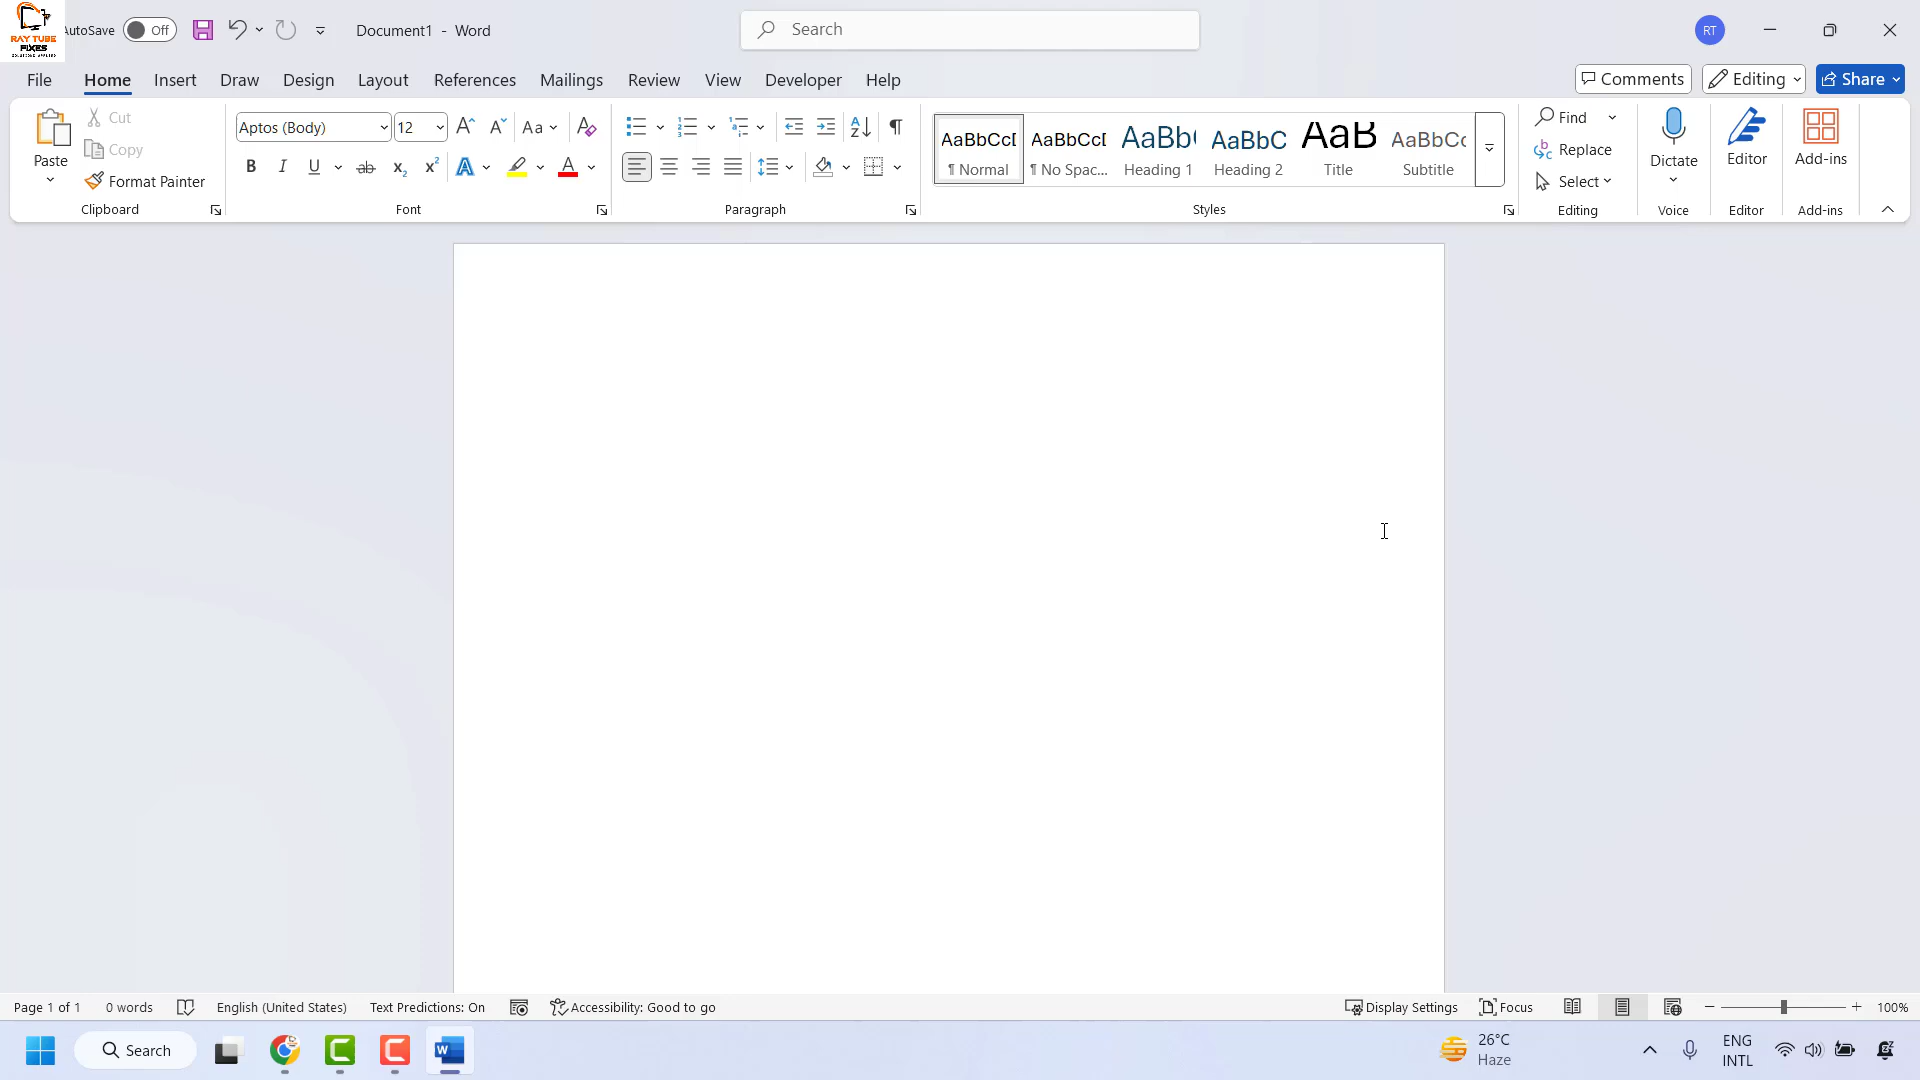 RAY TUBE
FIXES
utoSave
Off
Document1 - Word
Search
RT
File
Home
Insert
Draw
Design
Layout
References
Mailings
Review
View
Developer
Help
Comments
Editing
Share
Paste
Cut
Copy
Format Painter
Clipboard
Aptos (Body)
12
Font
Paragraph
AaBbCcI
¶ Normal
AaBbCcI
¶ No Spac...
AaBb(
Heading 1
AaBbC
Heading 2
AaB
Title
AaBbCc
Subtitle
Styles
Find
Replace
Select
Editing
Dictate
Voice
Editor
Editor
Add-ins
Add-ins
Page 1 of 1
0 words
English (United States)
Text Predictions: On
Accessibility: Good to go
Display Settings
Focus
100%
Search
26°C
Haze
ENG
INTL